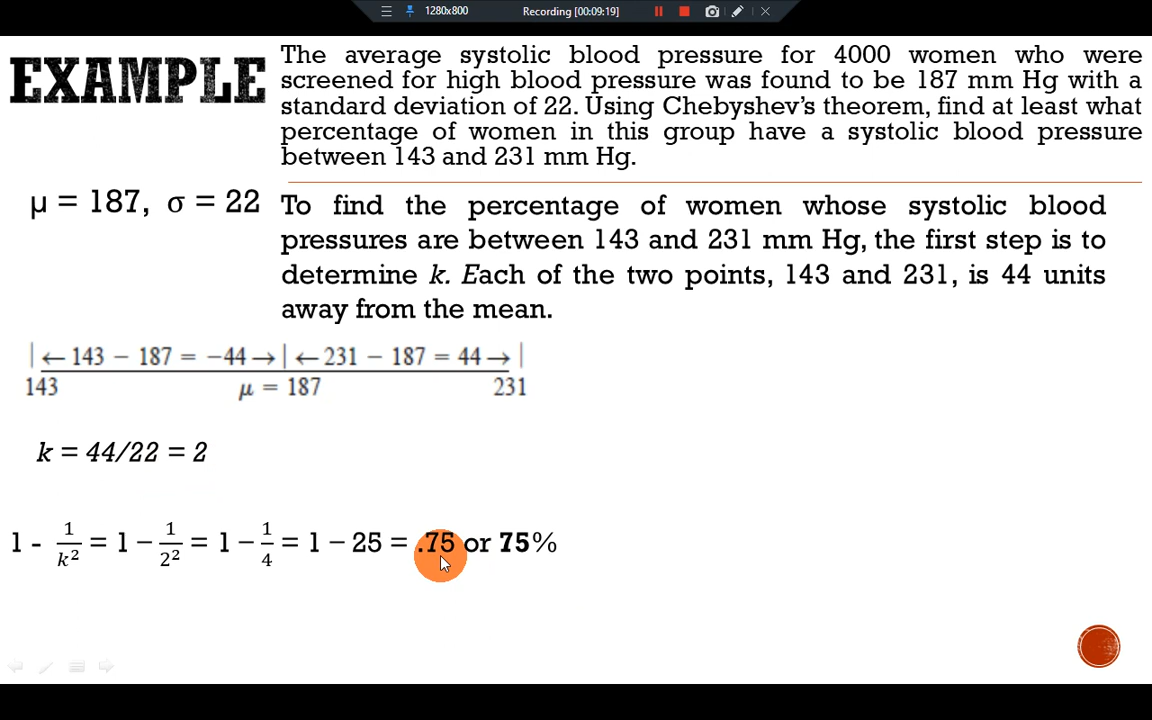 1280x800 Recording [00:09:19]
EXAMPLE
The average systolic blood pressure for 4000 women who were
screened for high blood pressure was found to be 187 mm Hg with a
standard deviation of 22. Using Chebyshev's theorem, find at least what
percentage of women in this group have a systolic blood pressure
between 143 and 231 mm Hg.
μ = 187, σ = 22
To find the percentage of women whose systolic blood
pressures are between 143 and 231 mm Hg, the first step is to
determine k. Each of the two points, 143 and 231, is 44 units
away from the mean.
|←143 − 187 = −44→|←231 − 187 = 44→|
143 μ = 187 231
k = 44/22 = 2
1 - 1/k² = 1 − 1/2² = 1 − 1/4 = 1 − 25 = .75 or 75%